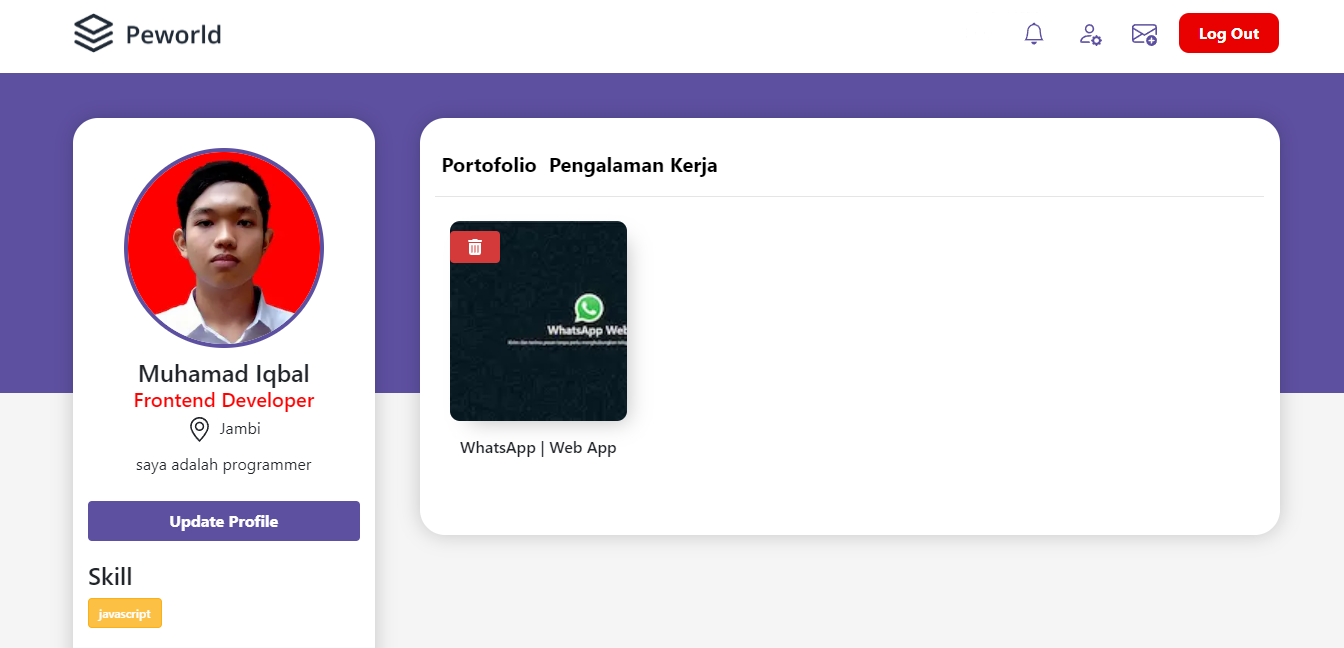 Peworld
Log Out
Muhamad Iqbal
Frontend Developer
Jambi
saya adalah programmer
Update Profile
Skill
javascript
Portofolio Pengalaman Kerja
WhatsApp Web
WhatsApp | Web App